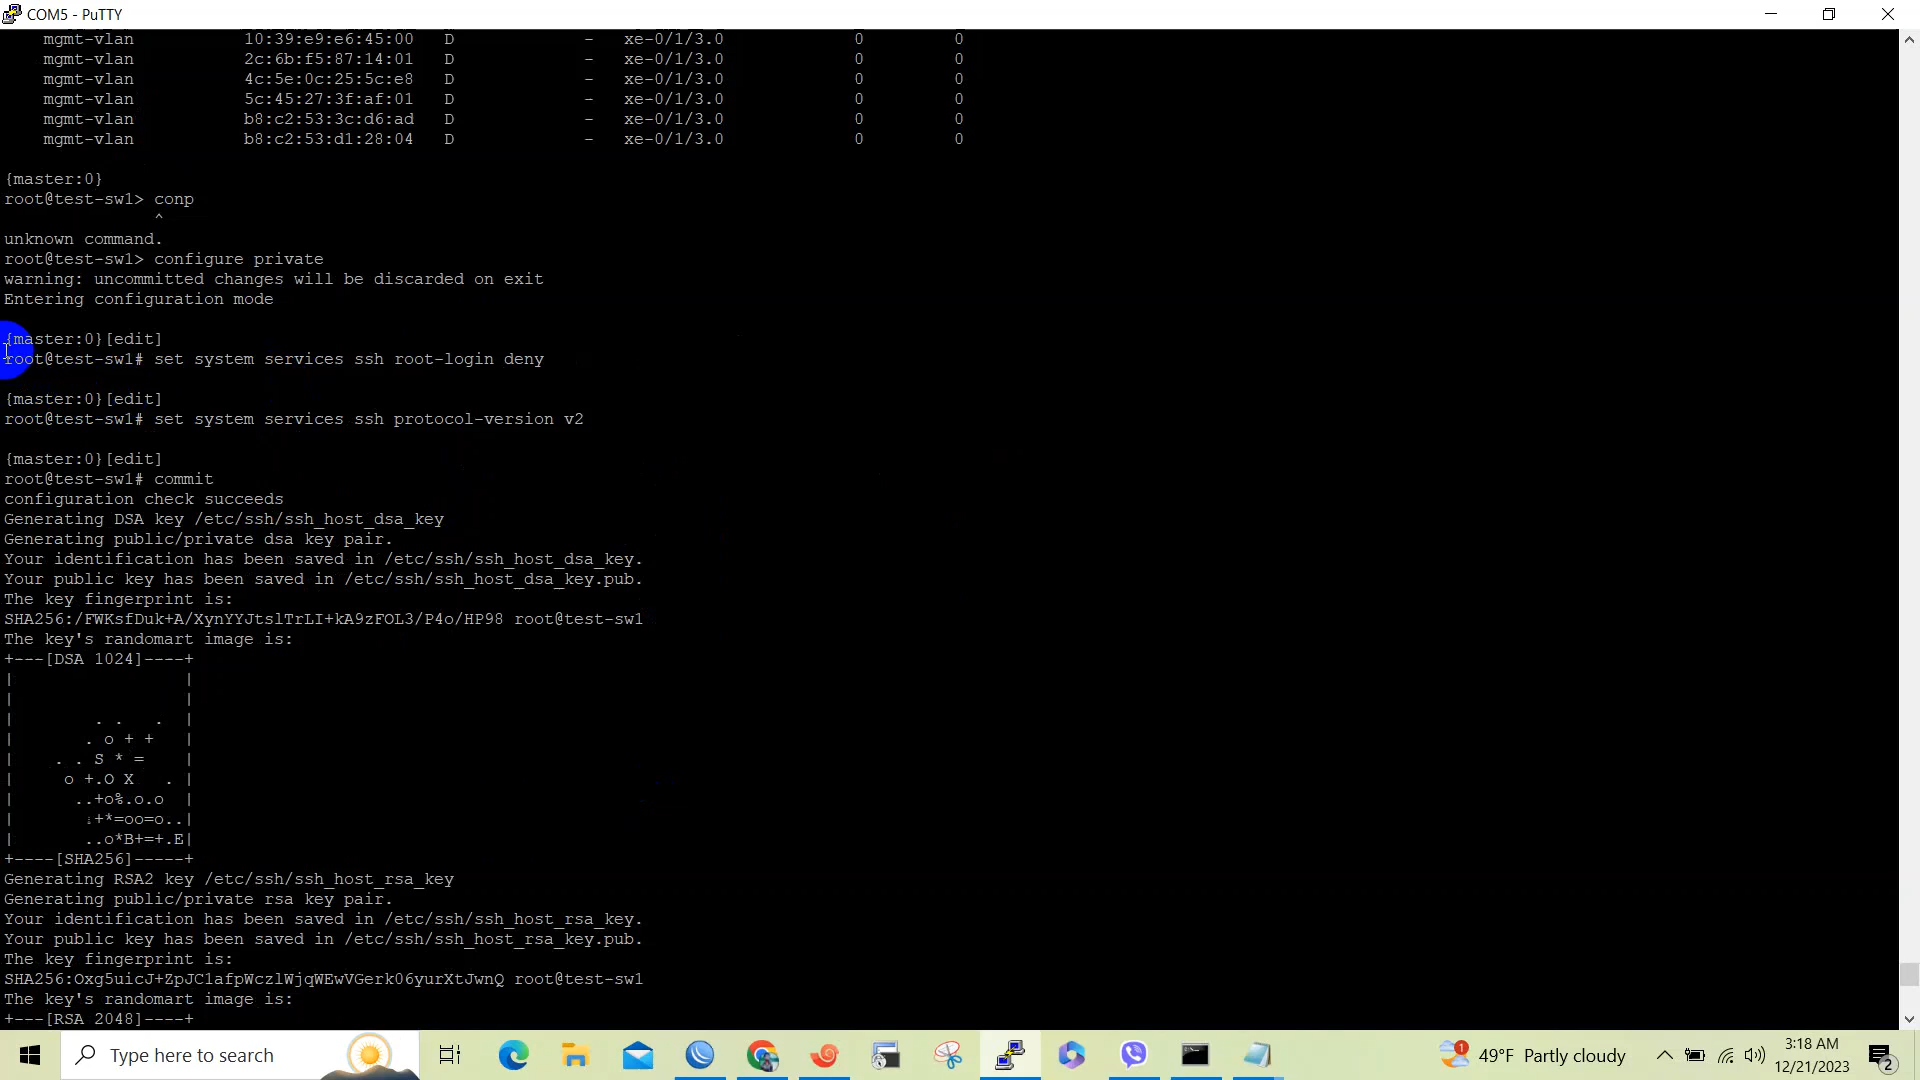 COM5 - PuTTY
mgmt-vlan 10:39:e9:e6:45:00 D - xe-0/1/3.0 0 0
mgmt-vlan 2c:6b:f5:87:14:01 D - xe-0/1/3.0 0 0
mgmt-vlan 4c:5e:0c:25:5c:e8 D - xe-0/1/3.0 0 0
mgmt-vlan 5c:45:27:3f:af:01 D - xe-0/1/3.0 0 0
mgmt-vlan b8:c2:53:3c:d6:ad D - xe-0/1/3.0 0 0
mgmt-vlan b8:c2:53:d1:28:04 D - xe-0/1/3.0 0 0
{master:0}
root@test-sw1> conp
^
unknown command.
root@test-sw1> configure private
warning: uncommitted changes will be discarded on exit
Entering configuration mode
{master:0}[edit]
root@test-sw1# set system services ssh root-login deny
{master:0}[edit]
root@test-sw1# set system services ssh protocol-version v2
{master:0}[edit]
root@test-sw1# commit
configuration check succeeds
Generating DSA key /etc/ssh/ssh_host_dsa_key
Generating public/private dsa key pair.
Your identification has been saved in /etc/ssh/ssh_host_dsa_key.
Your public key has been saved in /etc/ssh/ssh_host_dsa_key.pub.
The key fingerprint is:
SHA256:/FWKsfDuk+A/XynYYJtslTrLI+kA9zFOL3/P4o/HP98 root@test-sw1
The key's randomart image is:
+---[DSA 1024]----+
|                 |
|                 |
|        . .   .  |
|       . o + +   |
|    . . S * =    |
|     o +.O X   . |
|      ..+o%.o.o  |
|       i+*=oo=o..|
|       ..o*B+=+.E|
+----[SHA256]-----+
Generating RSA2 key /etc/ssh/ssh_host_rsa_key
Generating public/private rsa key pair.
Your identification has been saved in /etc/ssh/ssh_host_rsa_key.
Your public key has been saved in /etc/ssh/ssh_host_rsa_key.pub.
The key fingerprint is:
SHA256:Oxg5uicJ+ZpJC1afpWczlWjqWEwVGerk06yurXtJwnQ root@test-sw1
The key's randomart image is:
+---[RSA 2048]----+
Type here to search
1
49°F Partly cloudy
3:18 AM
12/21/2023
2